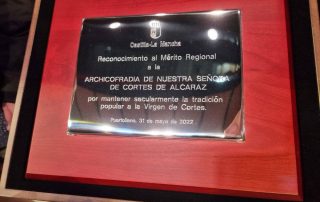 Castilla-La Mancha
Reconocimiento al Mérito Regional
a la
ARCHICOFRADIA DE NUESTRA SEÑORA
DE CORTES DE ALCARAZ
por mantener secularmente la tradición
popular a la Virgen de Cortes.
Puertollano, 31 de mayo de 2022